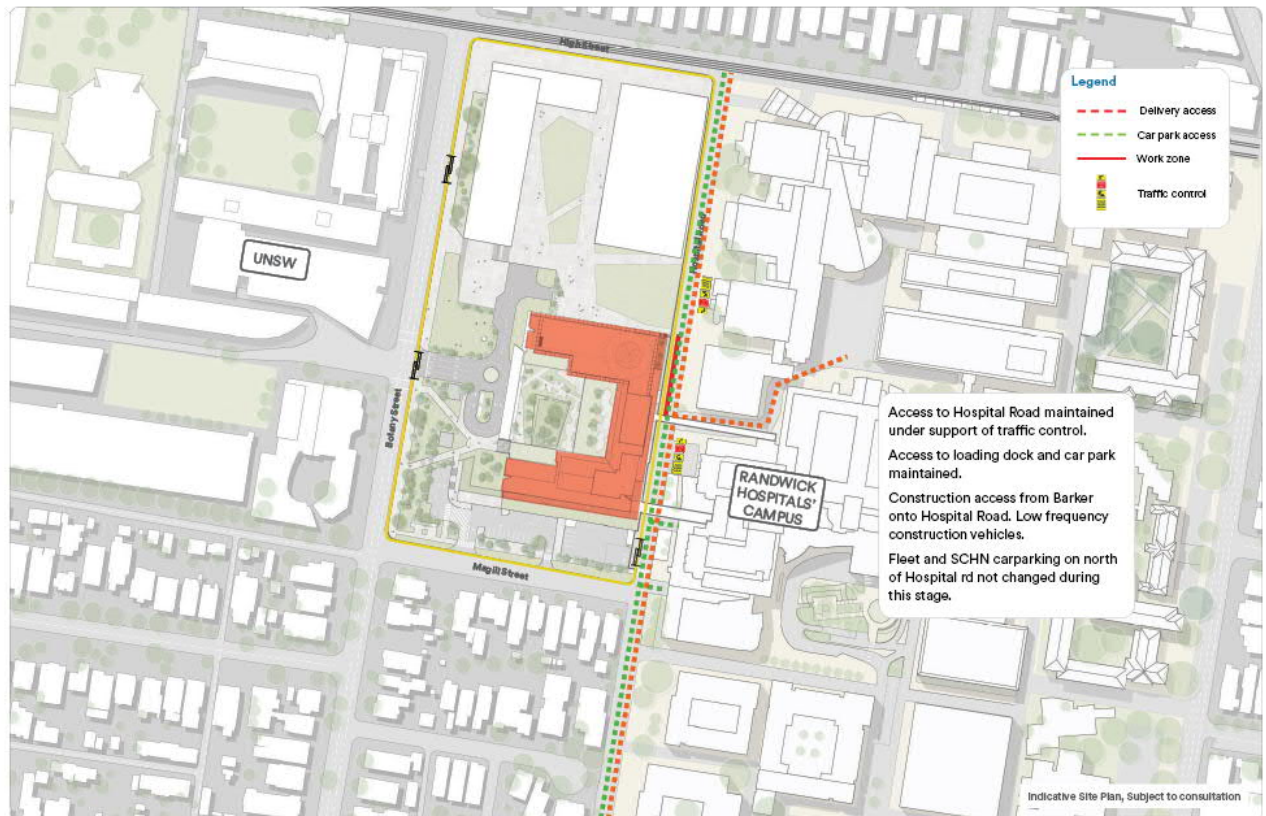 High Street
Legend
Delivery access
Car park access
Work zone
Traffic control
Hospital Road
UNSW
Botany Street
Access to Hospital Road maintained
under support of traffic control.
Access to loading dock and car park
maintained.
Construction access from Barker
onto Hospital Road. Low frequency
construction vehicles.
Fleet and SCHN carparking on north
of Hospital rd not changed during
this stage.
RANDWICK
HOSPITALS'
CAMPUS
Magill Street
Indicative Site Plan, Subject to consultation